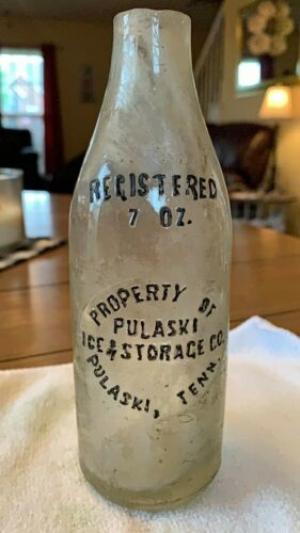 REGISTERED
7 OZ.
PROPERTY OF
PULASKI
ICE & STORAGE CO.
PULASKI, TENN.